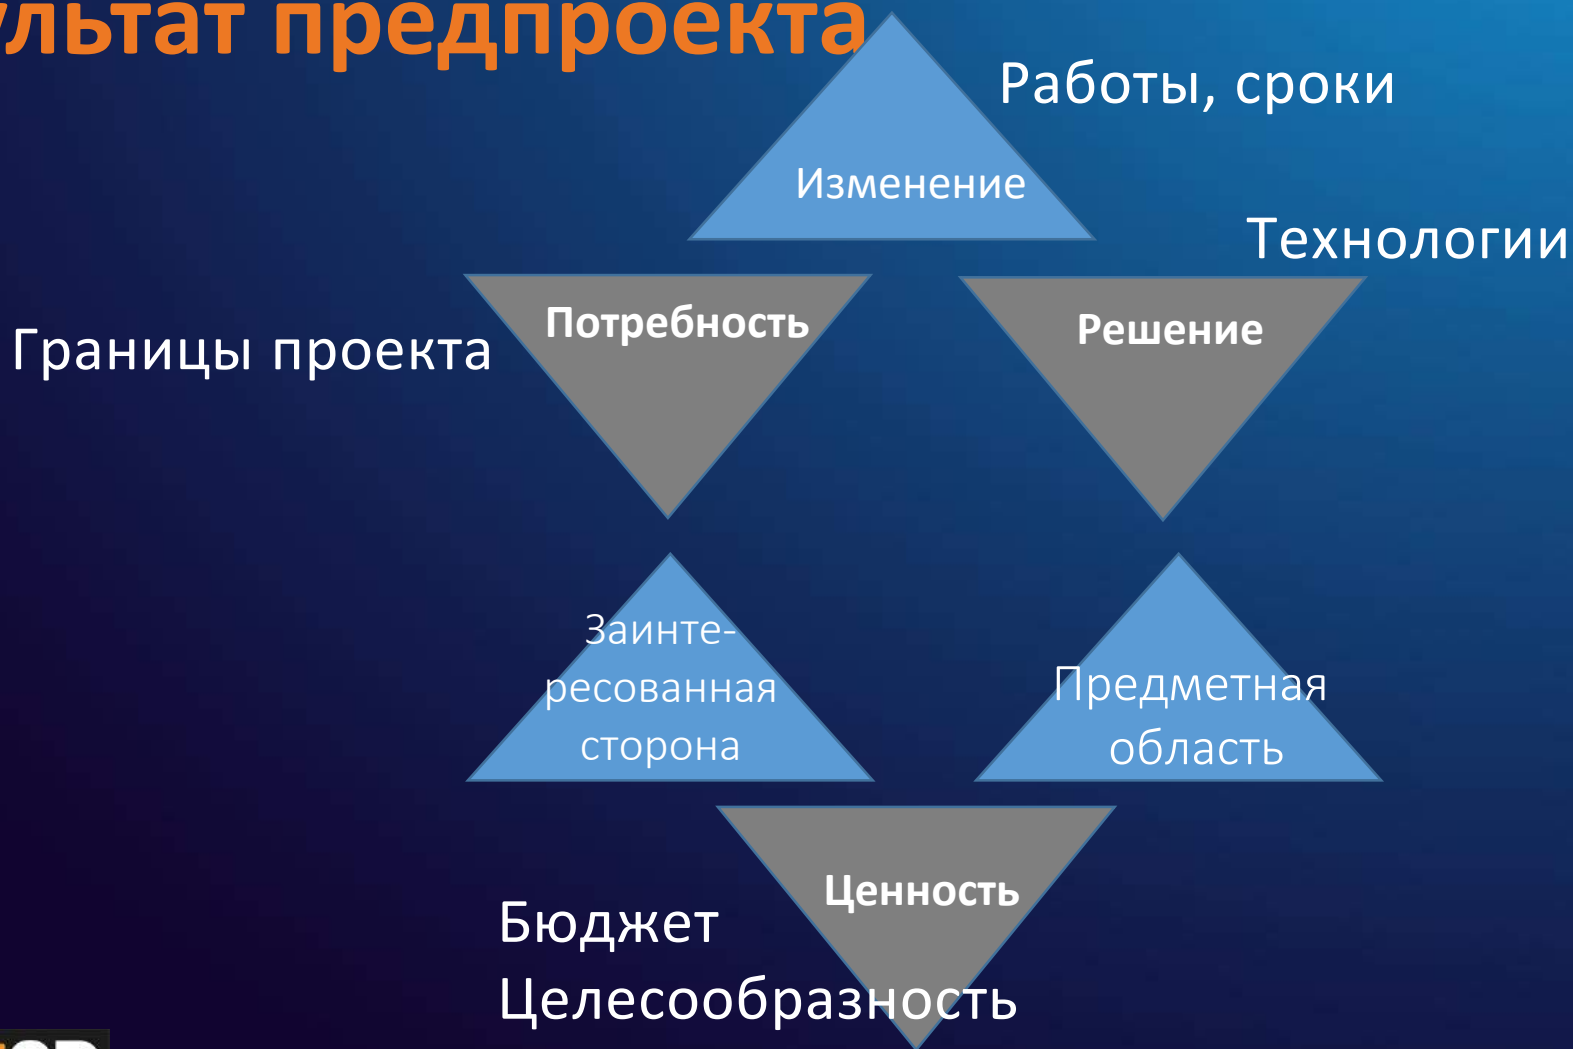 льтат предпроекта
Работы, сроки
Изменение
Технологии
Потребность
Решение
Границы проекта
Заинте-
ресованная
сторона
Предметная
область
Ценность
Бюджет
Целесообразность